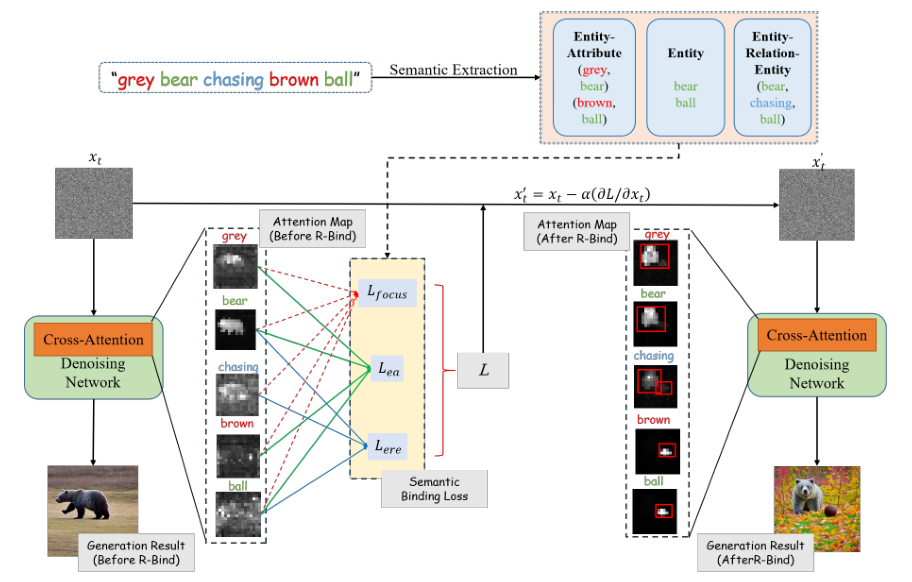 "grey bear chasing brown ball"
Semantic Extraction
Entity-
Attribute
(grey,
bear)
(brown,
ball)
Entity
bear
ball
Entity-
Relation-
Entity
(bear,
chasing,
ball)
x_t
x'_t = x_t − α(∂L/∂x_t)
x'_t
Attention Map
(Before R-Bind)
Attention Map
(After R-Bind)
grey
bear
chasing
brown
ball
L_focus
L_ea
L_ere
L
Semantic
Binding Loss
grey
bear
chasing
brown
ball
Cross-Attention
Denoising
Network
Cross-Attention
Denoising
Network
Generation Result
(Before R-Bind)
Generation Result
(AfterR-Bind)